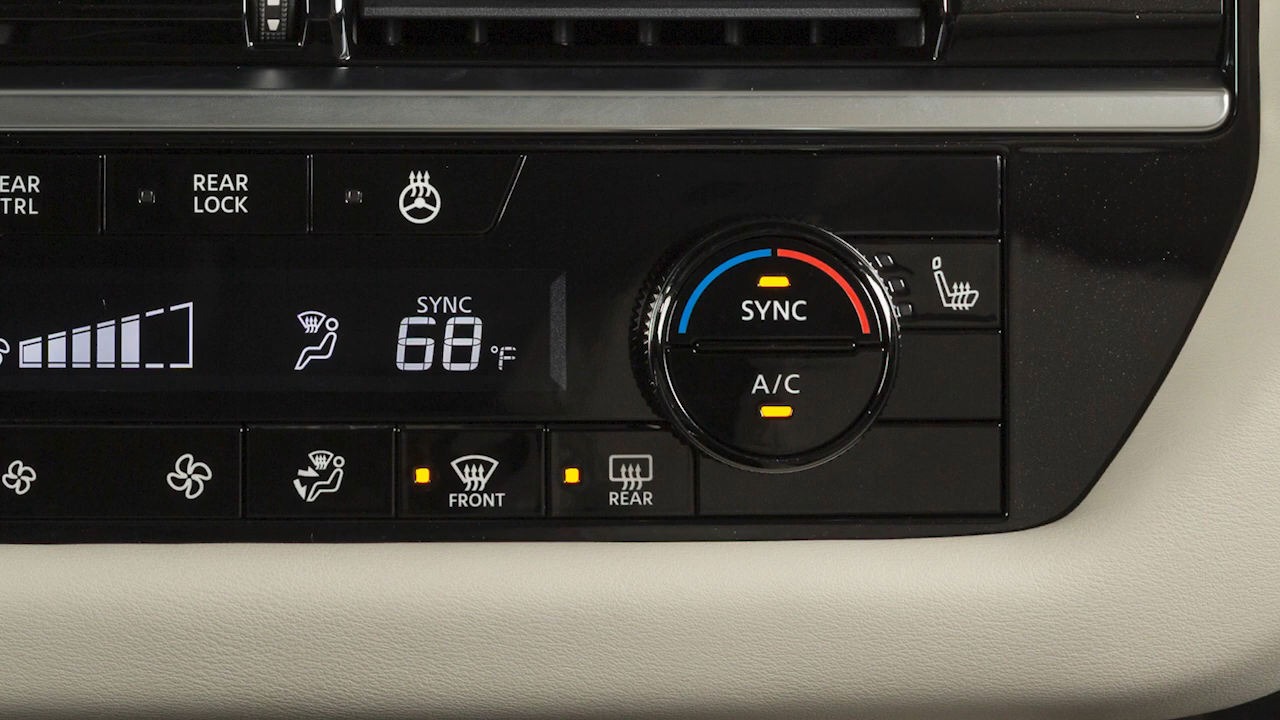 EAR
TRL
REAR
LOCK
SYNC
68°F
SYNC
A/C
FRONT
REAR